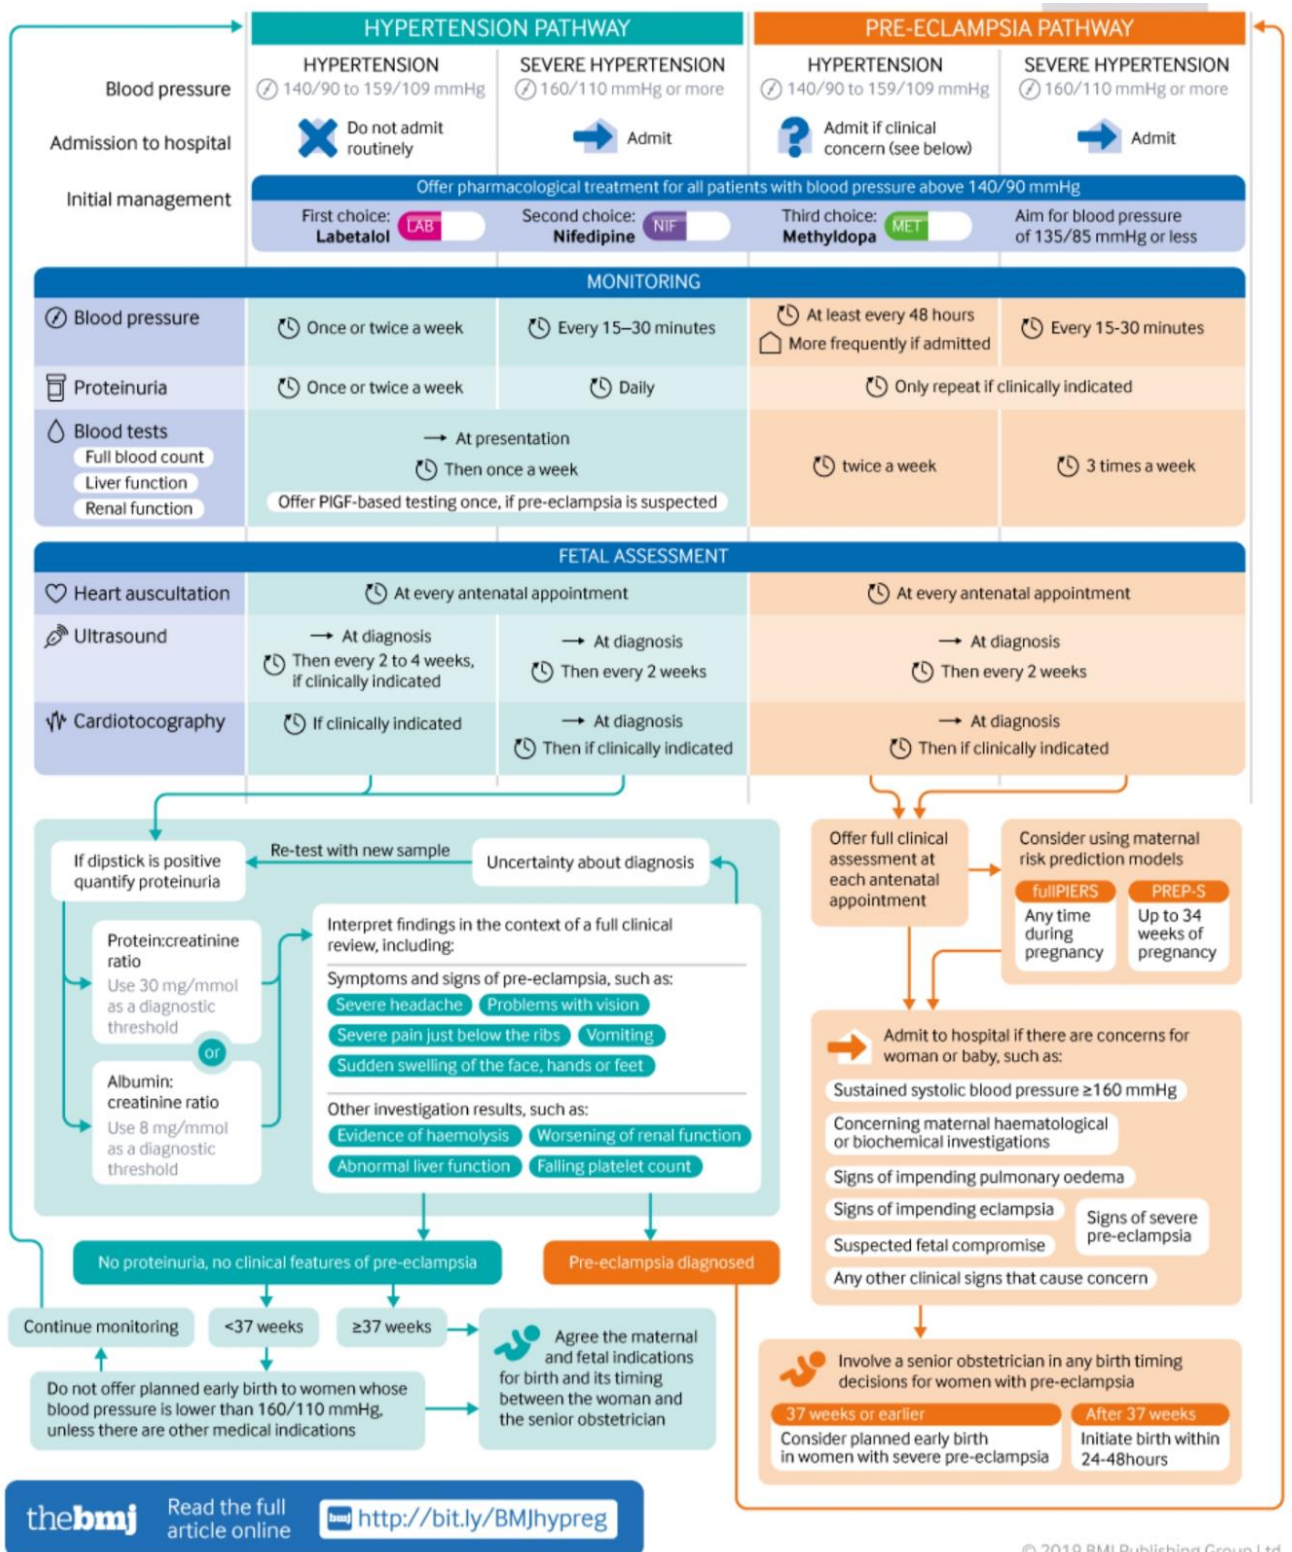 HYPERTENSION PATHWAY
PRE-ECLAMPSIA PATHWAY
Blood pressure
HYPERTENSION
140/90 to 159/109 mmHg
SEVERE HYPERTENSION
160/110 mmHg or more
HYPERTENSION
140/90 to 159/109 mmHg
SEVERE HYPERTENSION
160/110 mmHg or more
Admission to hospital
Do not admit
routinely
Admit
Admit if clinical
concern (see below)
Admit
Initial management
Offer pharmacological treatment for all patients with blood pressure above 140/90 mmHg
First choice:
Labetalol
LAB
Second choice:
Nifedipine
NIF
Third choice:
Methyldopa
MET
Aim for blood pressure
of 135/85 mmHg or less
MONITORING
Blood pressure
Once or twice a week
Every 15–30 minutes
At least every 48 hours
More frequently if admitted
Every 15-30 minutes
Proteinuria
Once or twice a week
Daily
Only repeat if clinically indicated
Blood tests
Full blood count
Liver function
Renal function
At presentation
Then once a week
Offer PlGF-based testing once, if pre-eclampsia is suspected
twice a week
3 times a week
FETAL ASSESSMENT
Heart auscultation
At every antenatal appointment
At every antenatal appointment
Ultrasound
At diagnosis
Then every 2 to 4 weeks,
if clinically indicated
At diagnosis
Then every 2 weeks
At diagnosis
Then every 2 weeks
Cardiotocography
If clinically indicated
At diagnosis
Then if clinically indicated
At diagnosis
Then if clinically indicated
If dipstick is positive
quantify proteinuria
Re-test with new sample
Uncertainty about diagnosis
Protein:creatinine
ratio
Use 30 mg/mmol
as a diagnostic
threshold
or
Albumin:
creatinine ratio
Use 8 mg/mmol
as a diagnostic
threshold
Interpret findings in the context of a full clinical
review, including:
Symptoms and signs of pre-eclampsia, such as:
Severe headache
Problems with vision
Severe pain just below the ribs
Vomiting
Sudden swelling of the face, hands or feet
Other investigation results, such as:
Evidence of haemolysis
Worsening of renal function
Abnormal liver function
Falling platelet count
No proteinuria, no clinical features of pre-eclampsia
Pre-eclampsia diagnosed
Continue monitoring
<37 weeks
≥37 weeks
Do not offer planned early birth to women whose
blood pressure is lower than 160/110 mmHg,
unless there are other medical indications
Agree the maternal
and fetal indications
for birth and its timing
between the woman and
the senior obstetrician
Offer full clinical
assessment at
each antenatal
appointment
Consider using maternal
risk prediction models
fullPIERS
Any time
during
pregnancy
PREP-S
Up to 34
weeks of
pregnancy
Admit to hospital if there are concerns for
woman or baby, such as:
Sustained systolic blood pressure ≥160 mmHg
Concerning maternal haematological
or biochemical investigations
Signs of impending pulmonary oedema
Signs of impending eclampsia
Signs of severe
pre-eclampsia
Suspected fetal compromise
Any other clinical signs that cause concern
Involve a senior obstetrician in any birth timing
decisions for women with pre-eclampsia
37 weeks or earlier
Consider planned early birth
in women with severe pre-eclampsia
After 37 weeks
Initiate birth within
24-48hours
thebmj
Read the full
article online
bmj
http://bit.ly/BMJhypreg
© 2019 BMJ Publishing Group Ltd